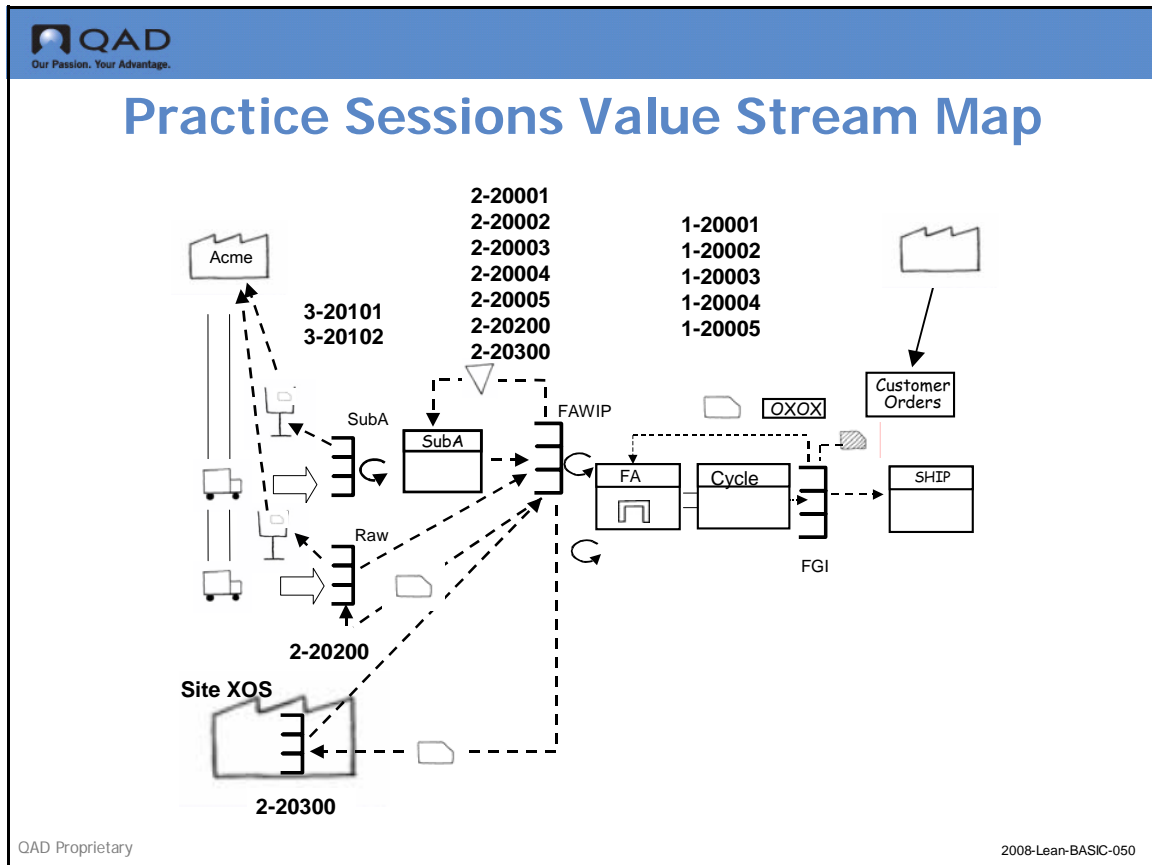 QAD
Our Passion. Your Advantage.
Practice Sessions Value Stream Map
Acme
3-20101
3-20102
2-20001
2-20002
2-20003
2-20004
2-20005
2-20200
2-20300
1-20001
1-20002
1-20003
1-20004
1-20005
Customer
Orders
OXOX
SubA
SubA
FAWIP
FA
Cycle
SHIP
FGI
Raw
2-20200
Site XOS
2-20300
QAD Proprietary
2008-Lean-BASIC-050